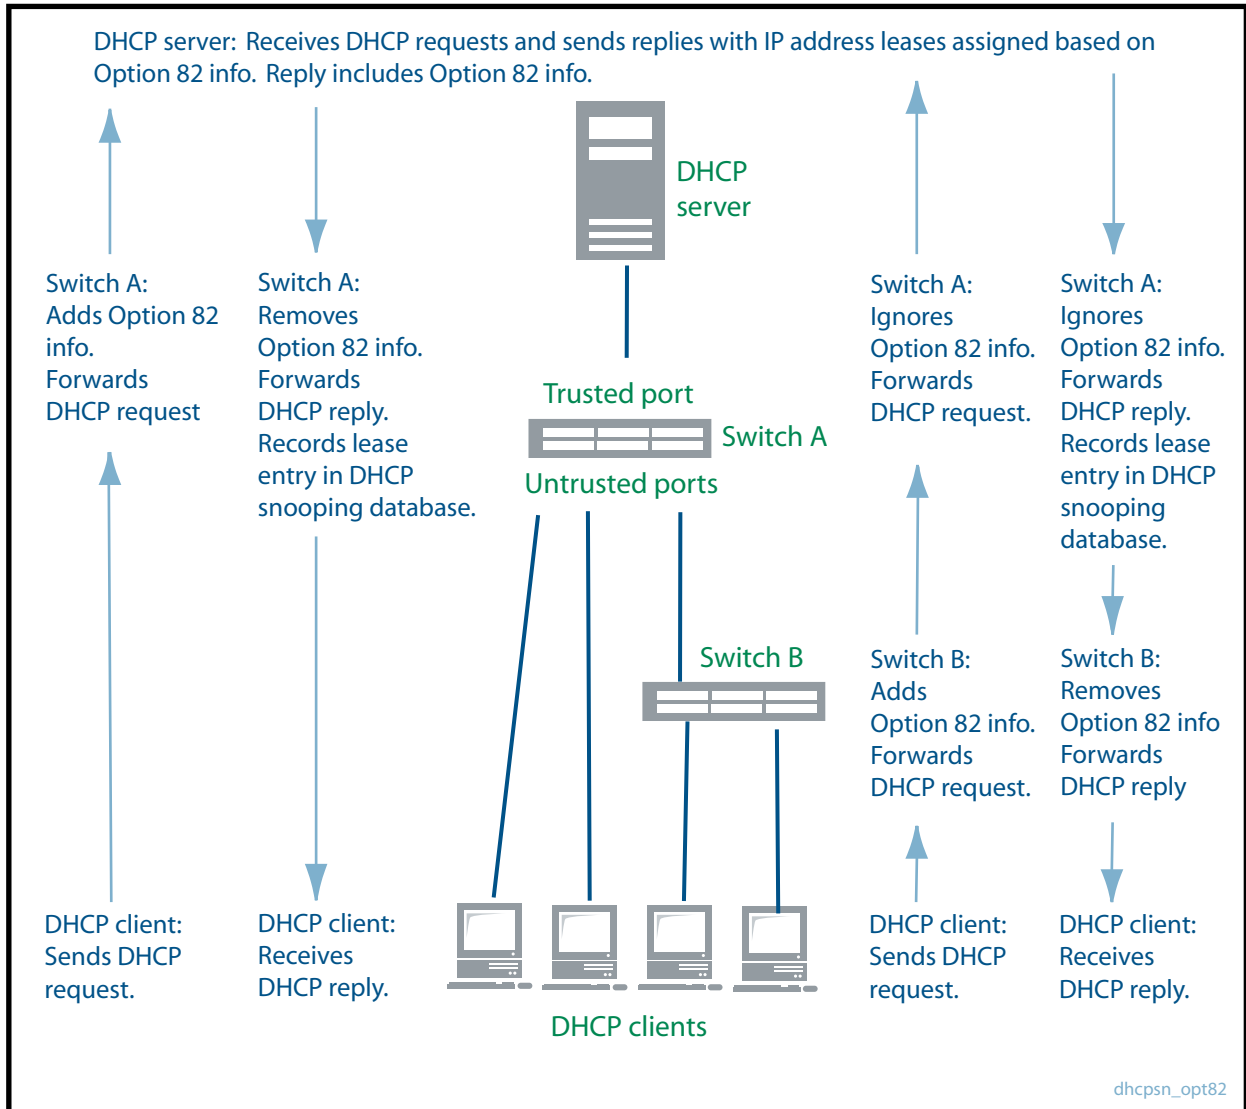 DHCP server: Receives DHCP requests and sends replies with IP address leases assigned based on
Option 82 info. Reply includes Option 82 info.
DHCP
server
Switch A:
Adds Option 82
info.
Forwards
DHCP request
Switch A:
Removes
Option 82 info.
Forwards
DHCP reply.
Records lease
entry in DHCP
snooping database.
Trusted port
Switch A
Untrusted ports
Switch B
Switch A:
Ignores
Option 82 info.
Forwards
DHCP request.
Switch A:
Ignores
Option 82 info.
Forwards
DHCP reply.
Records lease
entry in DHCP
snooping
database.
Switch B:
Adds
Option 82 info.
Forwards
DHCP request.
Switch B:
Removes
Option 82 info
Forwards
DHCP reply
DHCP client:
Sends DHCP
request.
DHCP client:
Receives
DHCP reply.
DHCP clients
DHCP client:
Sends DHCP
request.
DHCP client:
Receives
DHCP reply.
dhcpsn_opt82